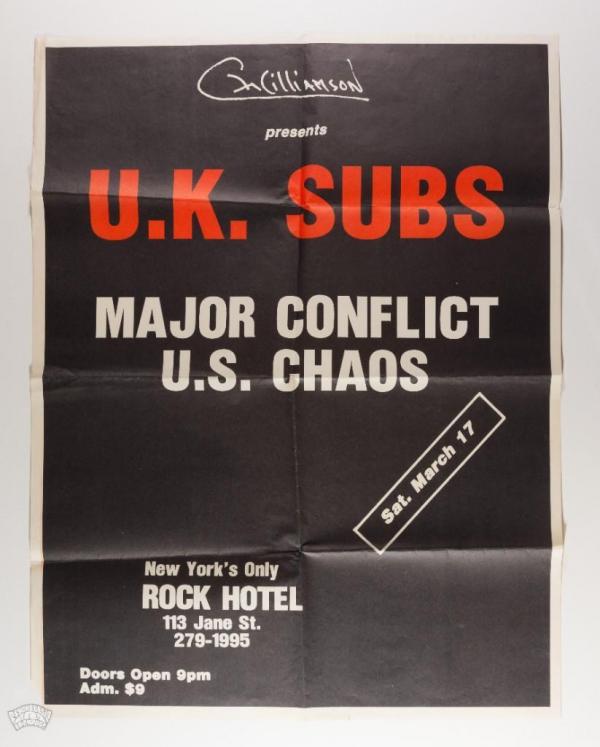 CWilliamson
presents
U.K. SUBS
MAJOR CONFLICT
U.S. CHAOS
Sat. March 17
New York's Only
ROCK HOTEL
113 Jane St.
279-1995
Doors Open 9pm
Adm. $9